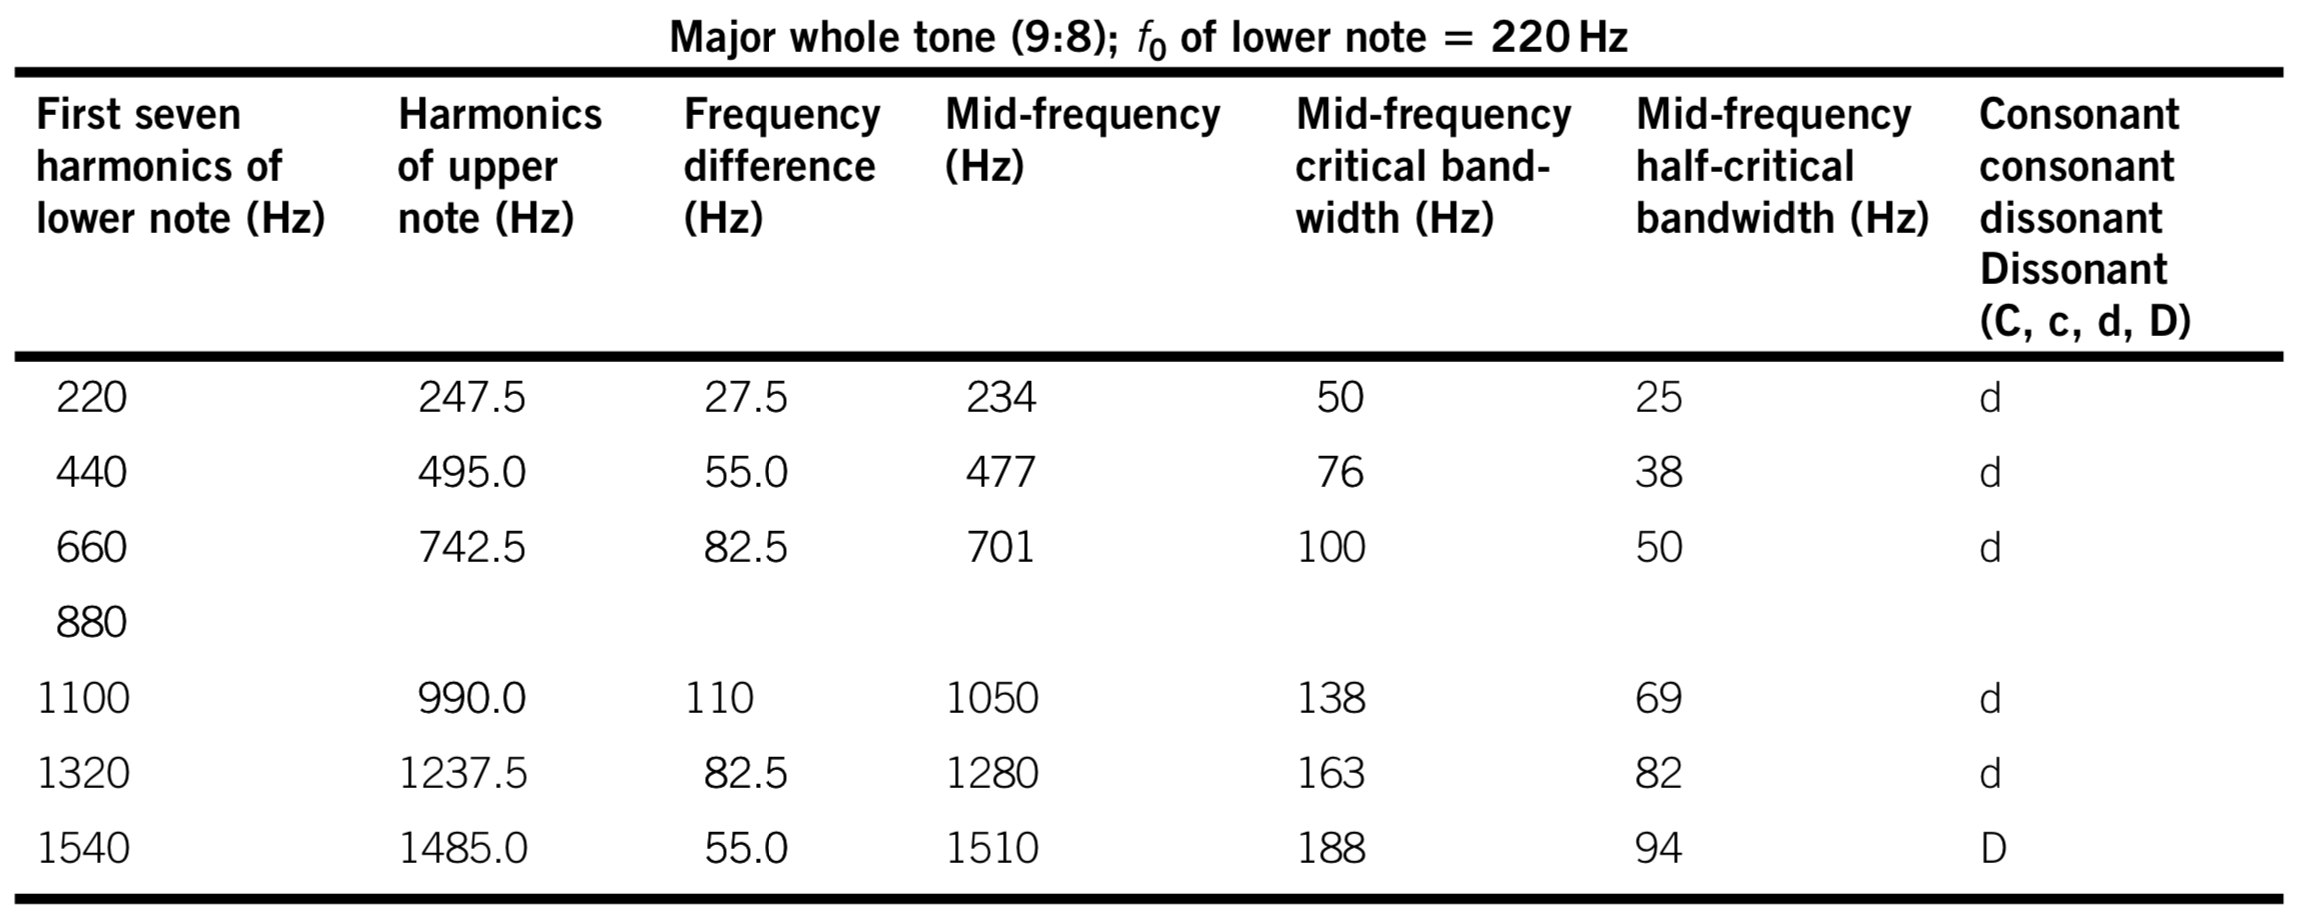 Major whole tone (9:8); f0 of lower note = 220 Hz
First seven harmonics of lower note (Hz) Harmonics of upper note (Hz) Frequency difference (Hz) Mid-frequency (Hz) Mid-frequency critical band-width (Hz) Mid-frequency half-critical bandwidth (Hz) Consonant consonant dissonant Dissonant (C, c, d, D)
220 247.5 27.5 234 50 25 d
440 495.0 55.0 477 76 38 d
660 742.5 82.5 701 100 50 d
880
1100 990.0 110 1050 138 69 d
1320 1237.5 82.5 1280 163 82 d
1540 1485.0 55.0 1510 188 94 D